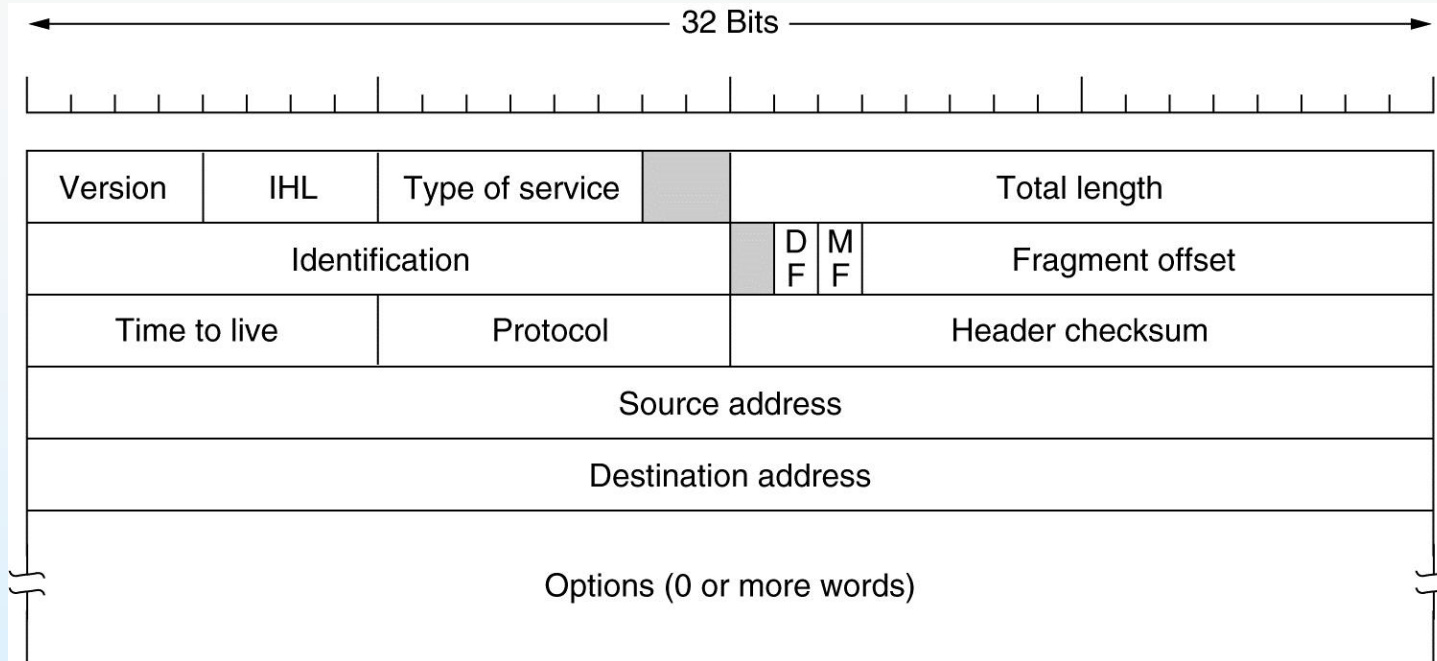 32 Bits
Version IHL Type of service Total length
Identification D F M F Fragment offset
Time to live Protocol Header checksum
Source address
Destination address
Options (0 or more words)